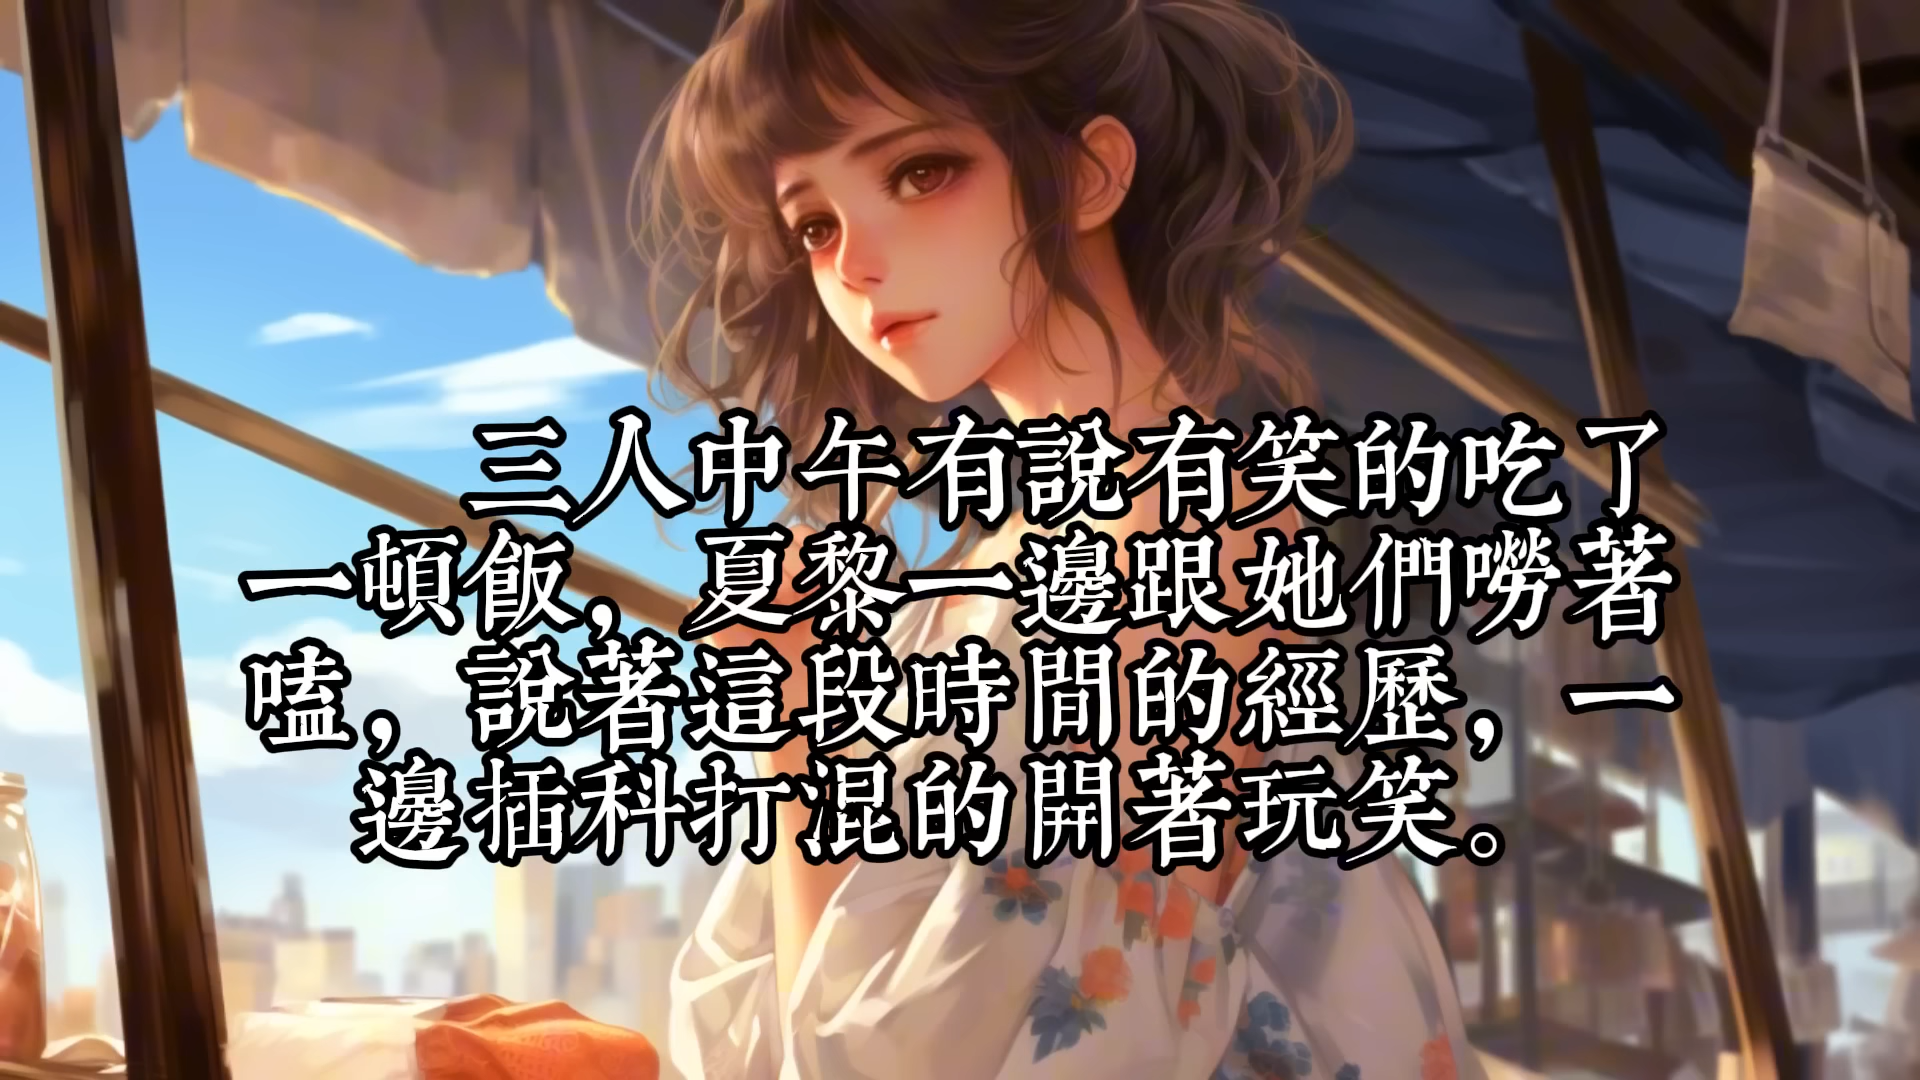 三人中午有說有笑的吃了
一頓飯，夏黎一邊跟她們嘮著
嗑，說著這段時間的經歷，一
邊插科打混的開著玩笑。